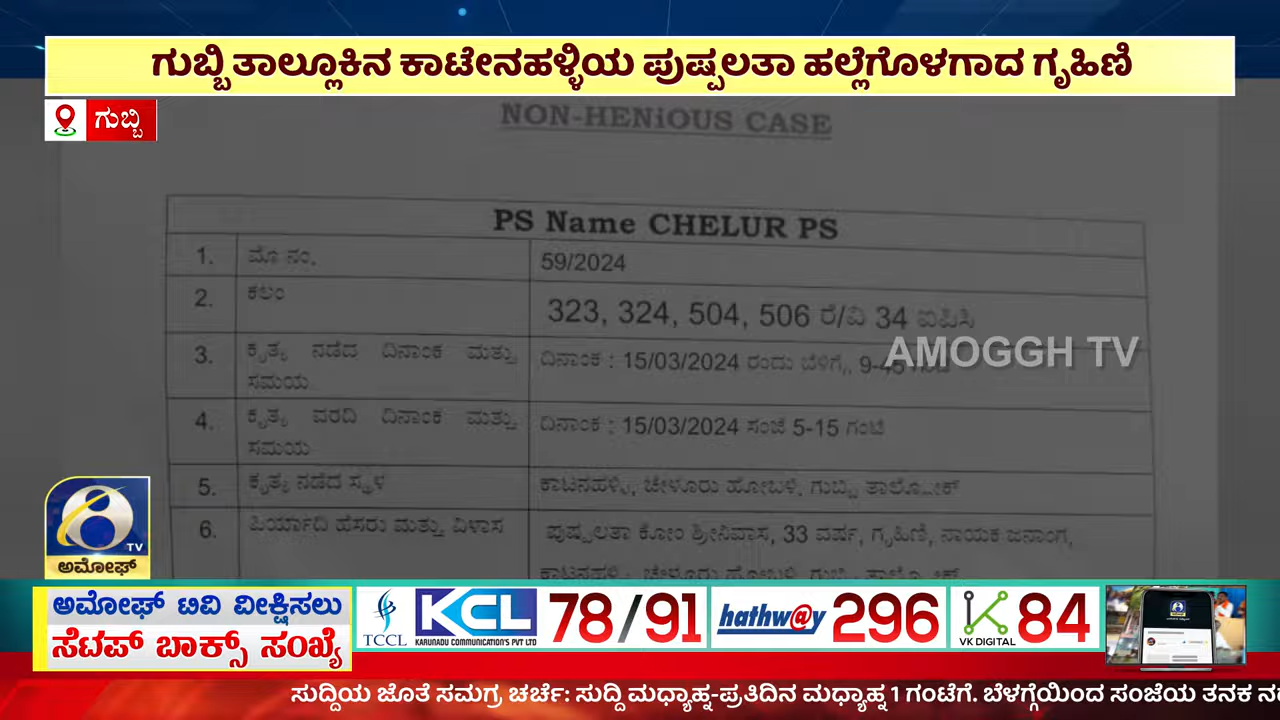 ಗುಬ್ಬಿ ತಾಲ್ಲೂಕಿನ ಕಾಟೇನಹಳ್ಳಿಯ ಪುಷ್ಪಲತಾ ಹಲ್ಲೆಗೊಳಗಾದ ಗೃಹಿಣಿ
ಗುಬ್ಬಿ
NON-HENiOUS CASE
PS Name CHELUR PS
1. ಮೊ ನಂ. 59/2024
2. ಕಲಂ 323, 324, 504, 506 ರೆ/ವಿ 34 ಐಪಿಸಿ
AMOGGH TV
3. ಕೃತ್ಯ ನಡೆದ ದಿನಾಂಕ ಮತ್ತು ದಿನಾಂಕ : 15/03/2024 ರಂದು ಬೆಳಿಗ್ಗೆ
ಸಮಯ
4. ಕೃತ್ಯ ವರದಿ ದಿನಾಂಕ ಮತ್ತು ದಿನಾಂಕ : 15/03/2024 ಸಂಜೆ 5-15 ಗಂಟೆ
ಸಮಯ
5. ಕೃತ್ಯ ನಡೆದ ಸ್ಥಳ ಕಾಟನಹಳ್ಳಿ, ಚೇಳೂರು ಹೋಬಳಿ, ಗುಬ್ಬಿ ತಾಲ್ಲೋಕ್
6. ಪಿರ್ಯಾದಿ ಹೆಸರು ಮತ್ತು ವಿಳಾಸ ಪುಷ್ಪಲತಾ ಕೋಂ ಶ್ರೀನಿವಾಸ, 33 ವರ್ಷ, ಗೃಹಿಣಿ, ನಾಯಕ ಜನಾಂಗ,
ಕಾಟನಹಳ್ಳಿ, ಚೇಳೂರು ಹೋಬಳಿ, ಗುಬ್ಬಿ ತಾಲ್ಲೋಕ್
TV
ಅಮೋಘ್
ಅಮೋಘ್ ಟಿವಿ ವೀಕ್ಷಿಸಲು
ಸೆಟಪ್ ಬಾಕ್ಸ್ ಸಂಖ್ಯೆ
TCCL
KCL
KARUNADU COMMUNICATION'S PVT LTD
78/91
hathw@y 296
VK DIGITAL 84
ಸುದ್ದಿಯ ಜೊತೆ ಸಮಗ್ರ ಚರ್ಚೆ: ಸುದ್ದಿ ಮಧ್ಯಾಹ್ನ-ಪ್ರತಿದಿನ ಮಧ್ಯಾಹ್ನ 1 ಗಂಟೆಗೆ. ಬೆಳಗ್ಗೆಯಿಂದ ಸಂಜೆಯ ತನಕ